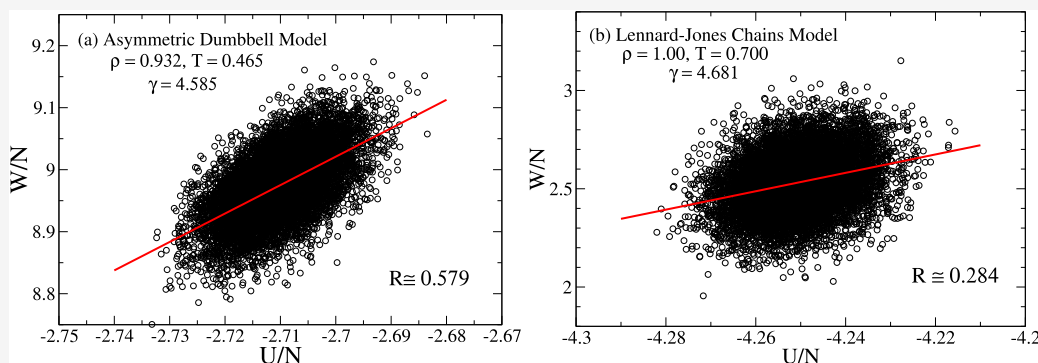 (a) Asymmetric Dumbbell Model
ρ = 0.932, T = 0.465
γ = 4.585
R≅ 0.579
W/N
9.2
9.1
9
8.9
8.8
-2.75 -2.74 -2.73 -2.72 -2.71 -2.7 -2.69 -2.68 -2.67
U/N
(b) Lennard-Jones Chains Model
ρ = 1.00, T = 0.700
γ = 4.681
R≅ 0.284
W/N
3
2.5
2
-4.3 -4.28 -4.26 -4.24 -4.22 -4.2
U/N